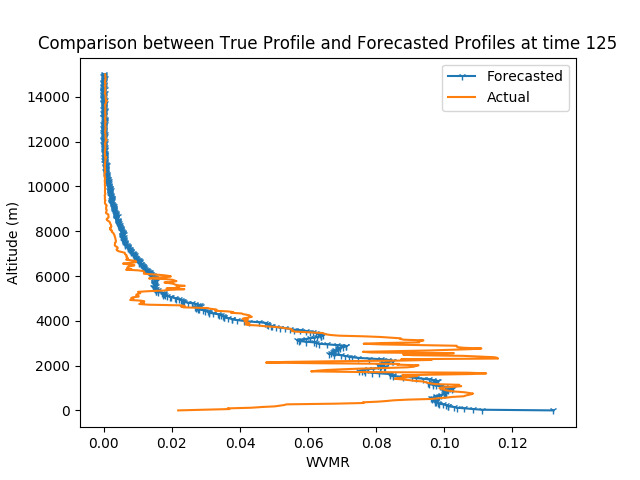 Comparison between True Profile and Forecasted Profiles at time 125
Forecasted
Actual
14000
12000
10000
8000
6000
4000
2000
0
Altitude (m)
0.00 0.02 0.04 0.06 0.08 0.10 0.12
WVMR